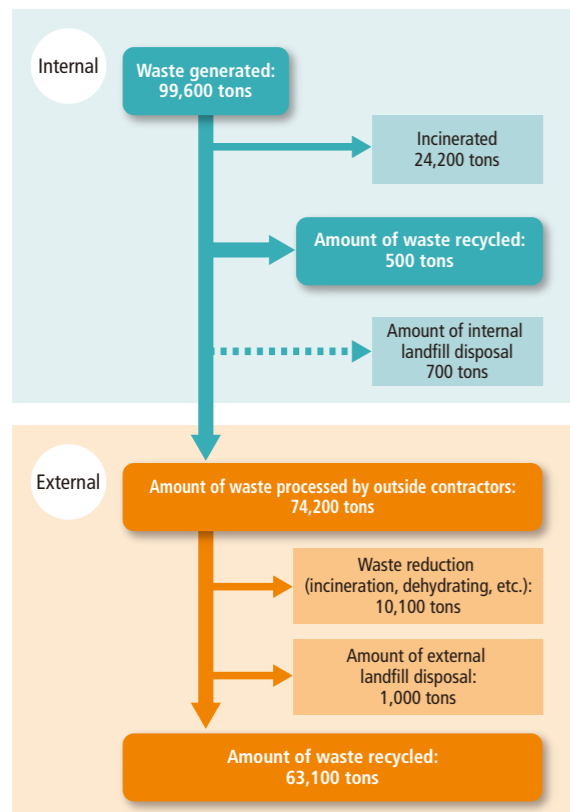 Internal
Waste generated:
99,600 tons
Incinerated
24,200 tons
Amount of waste recycled:
500 tons
Amount of internal
landfill disposal
700 tons
External
Amount of waste processed by outside contractors:
74,200 tons
Waste reduction
(incineration, dehydrating, etc.):
10,100 tons
Amount of external
landfill disposal:
1,000 tons
Amount of waste recycled:
63,100 tons